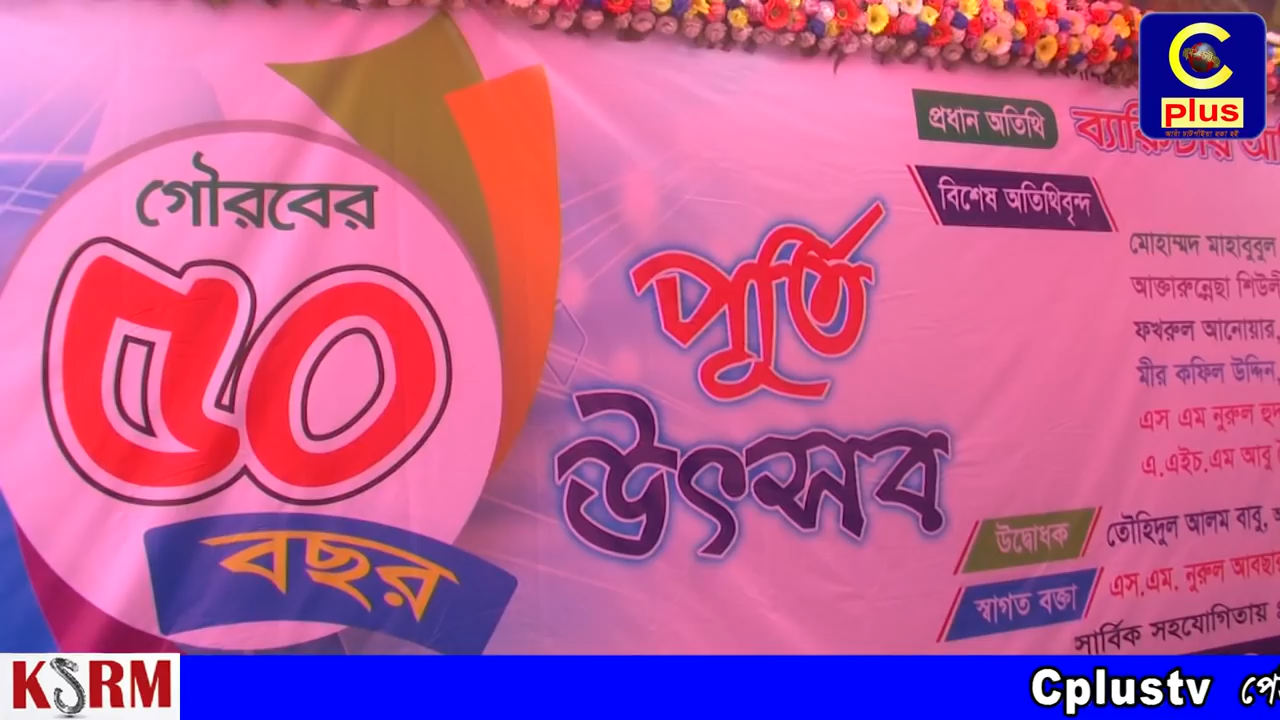 গৌরবের
৫০
বছর
পূর্তি
উৎসব
প্রধান অতিথি
বিশেষ অতিথিবৃন্দ
মোহাম্মদ মাহাবুবুল
আক্তারুন্নেছা শিউলী
ফখরুল আনোয়ার,
মীর কফিল উদ্দিন,
এস এম নুরুল
এ.এইচ.এম আবু
উদ্বোধক
তৌহিদুল আলম বাবু,
স্বাগত বক্তা
এস.এম. নুরুল আবছার
সার্বিক সহযোগিতায়
C
plus
KSRM
Cplustv